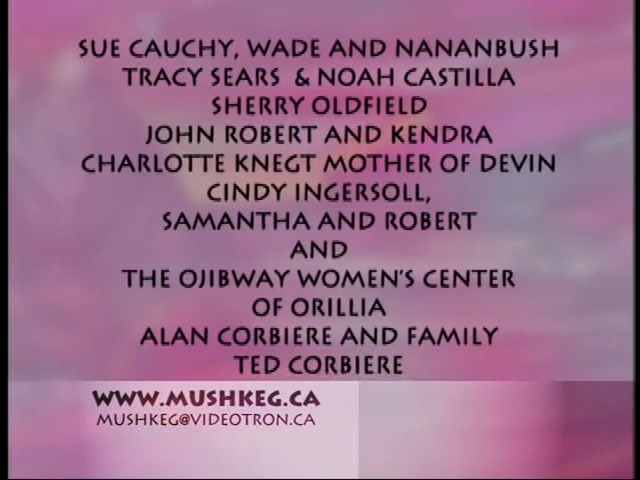 SUE CAUCHY, WADE AND NANANBUSH
TRACY SEARS & NOAH CASTILLA
SHERRY OLDFIELD
JOHN ROBERT AND KENDRA
CHARLOTTE KNEGT MOTHER OF DEVIN
CINDY INGERSOLL,
SAMANTHA AND ROBERT
AND
THE OJIBWAY WOMEN'S CENTER
OF ORILLIA
ALAN CORBIERE AND FAMILY
TED CORBIERE
WWW.MUSHKEG.CA
MUSHKEG@VIDEOTRON.CA